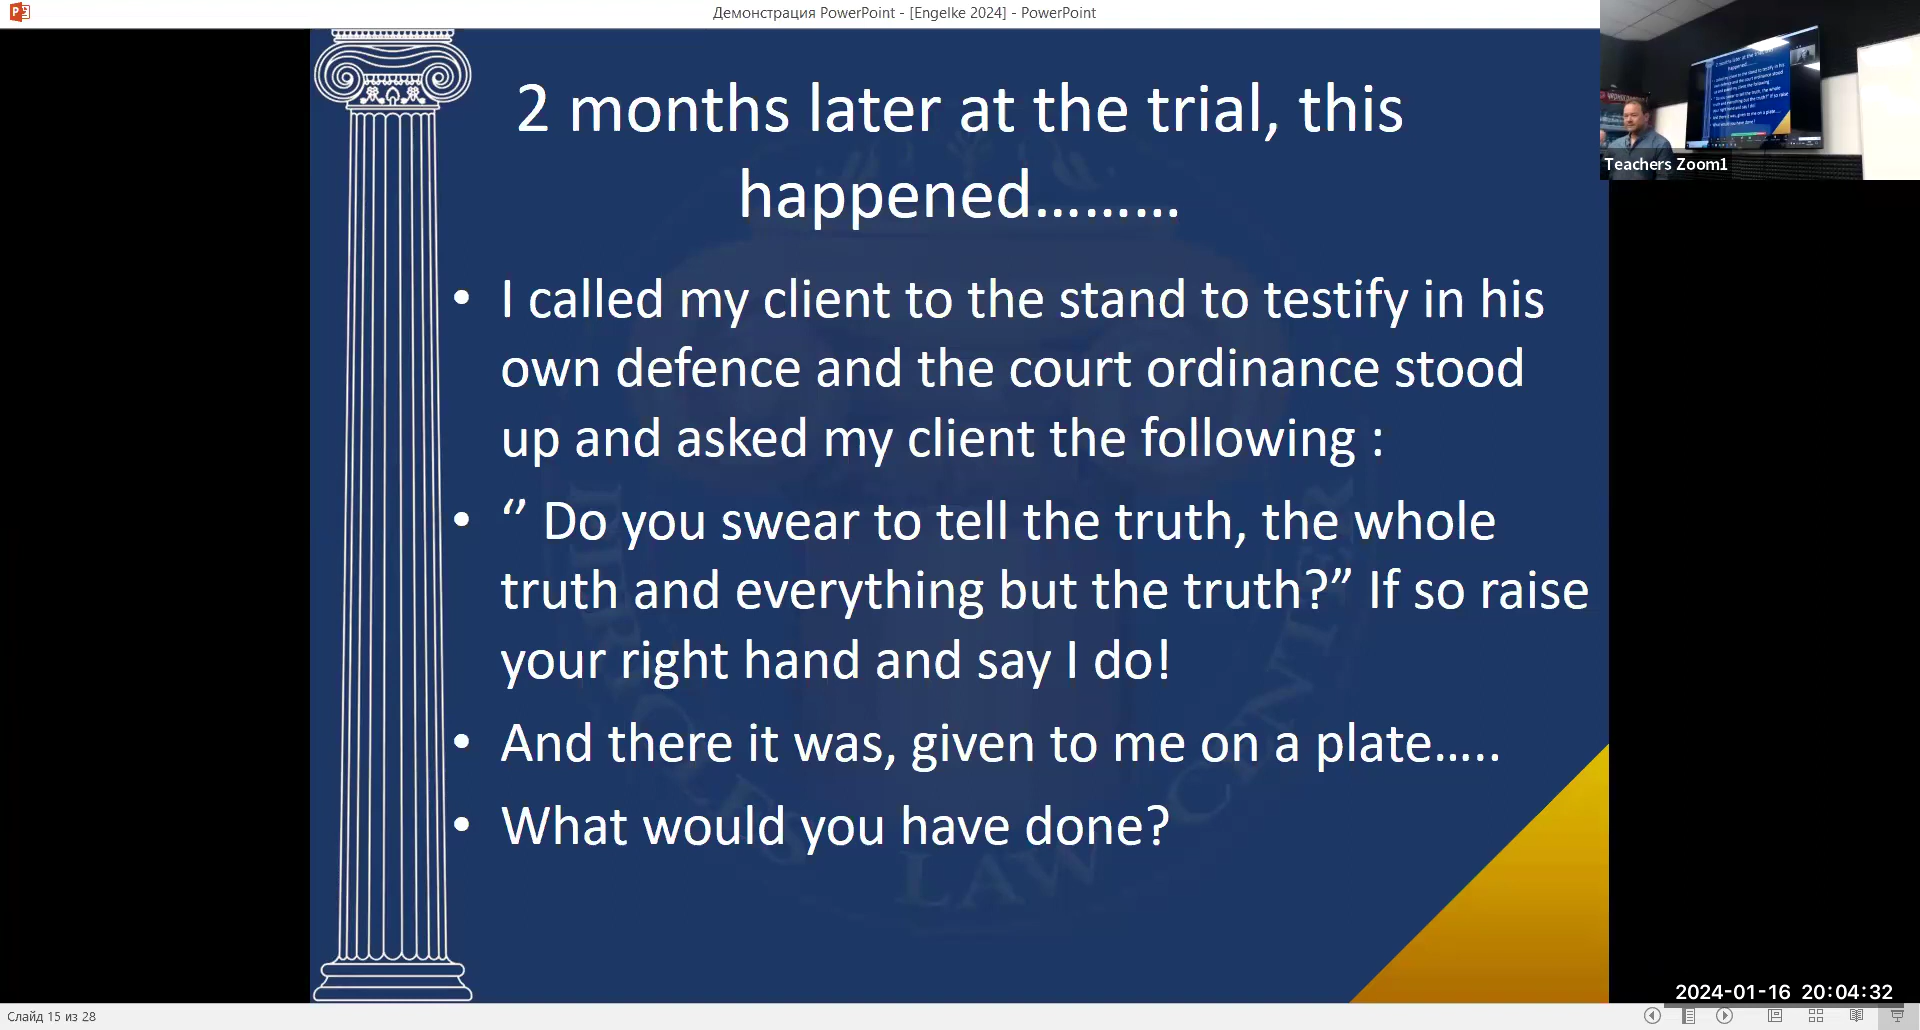 Демонстрация PowerPoint - [Engelke 2024] - PowerPoint
2 months later at the trial, this
happened………
• I called my client to the stand to testify in his
own defence and the court ordinance stood
up and asked my client the following :
• ‘’ Do you swear to tell the truth, the whole
truth and everything but the truth?’’ If so raise
your right hand and say I do!
• And there it was, given to me on a plate…..
• What would you have done?
PERICLES LAW CENTER
Teachers Zoom1
2024-01-16 20:04:32
Слайд 15 из 28